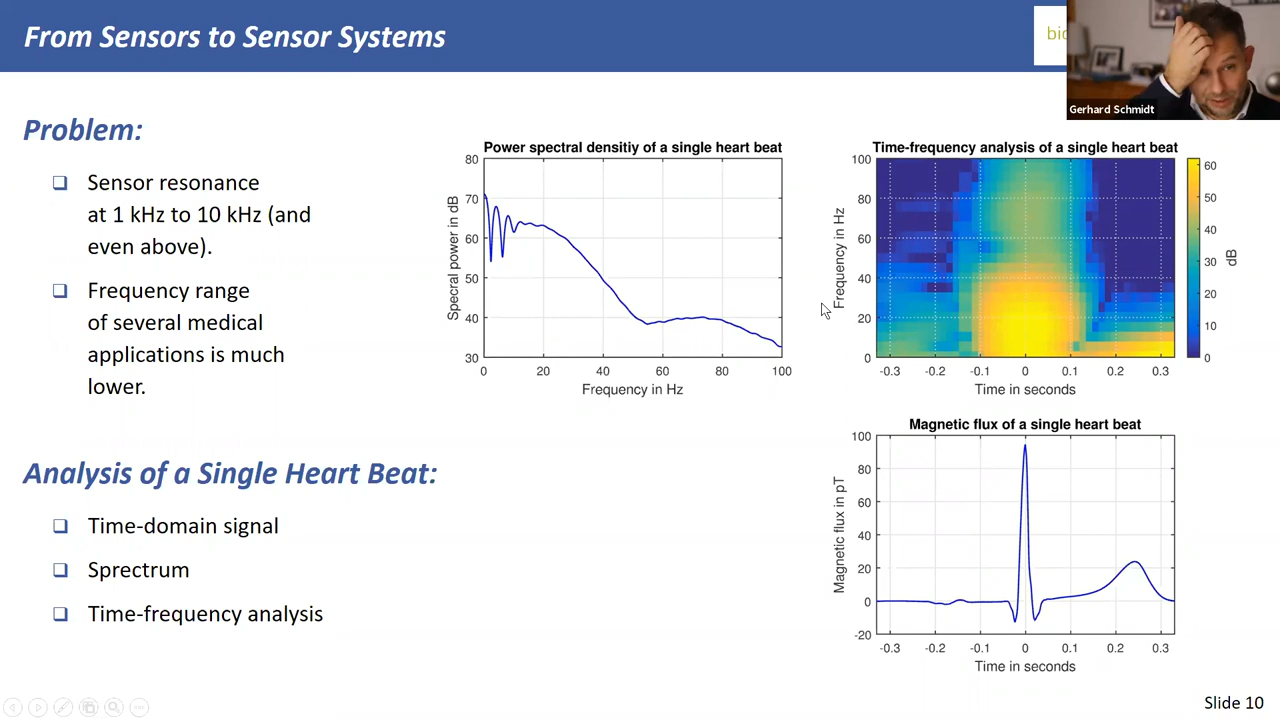 From Sensors to Sensor Systems
Gerhard Schmidt
Problem:
❑ Sensor resonance
at 1 kHz to 10 kHz (and
even above).
❑ Frequency range
of several medical
applications is much
lower.
Analysis of a Single Heart Beat:
❑ Time-domain signal
❑ Sprectrum
❑ Time-frequency analysis
Power spectral densitiy of a single heart beat
80
70
60
50
40
30
Specral power in dB
0 20 40 60 80 100
Frequency in Hz
Time-frequency analysis of a single heart beat
100
80
60
40
20
0
Frequency in Hz
-0.3 -0.2 -0.1 0 0.1 0.2 0.3
Time in seconds
60
50
40
30
20
10
0
dB
Magnetic flux of a single heart beat
100
80
60
40
20
0
-20
Magnetic flux in pT
-0.3 -0.2 -0.1 0 0.1 0.2 0.3
Time in seconds
Slide 10